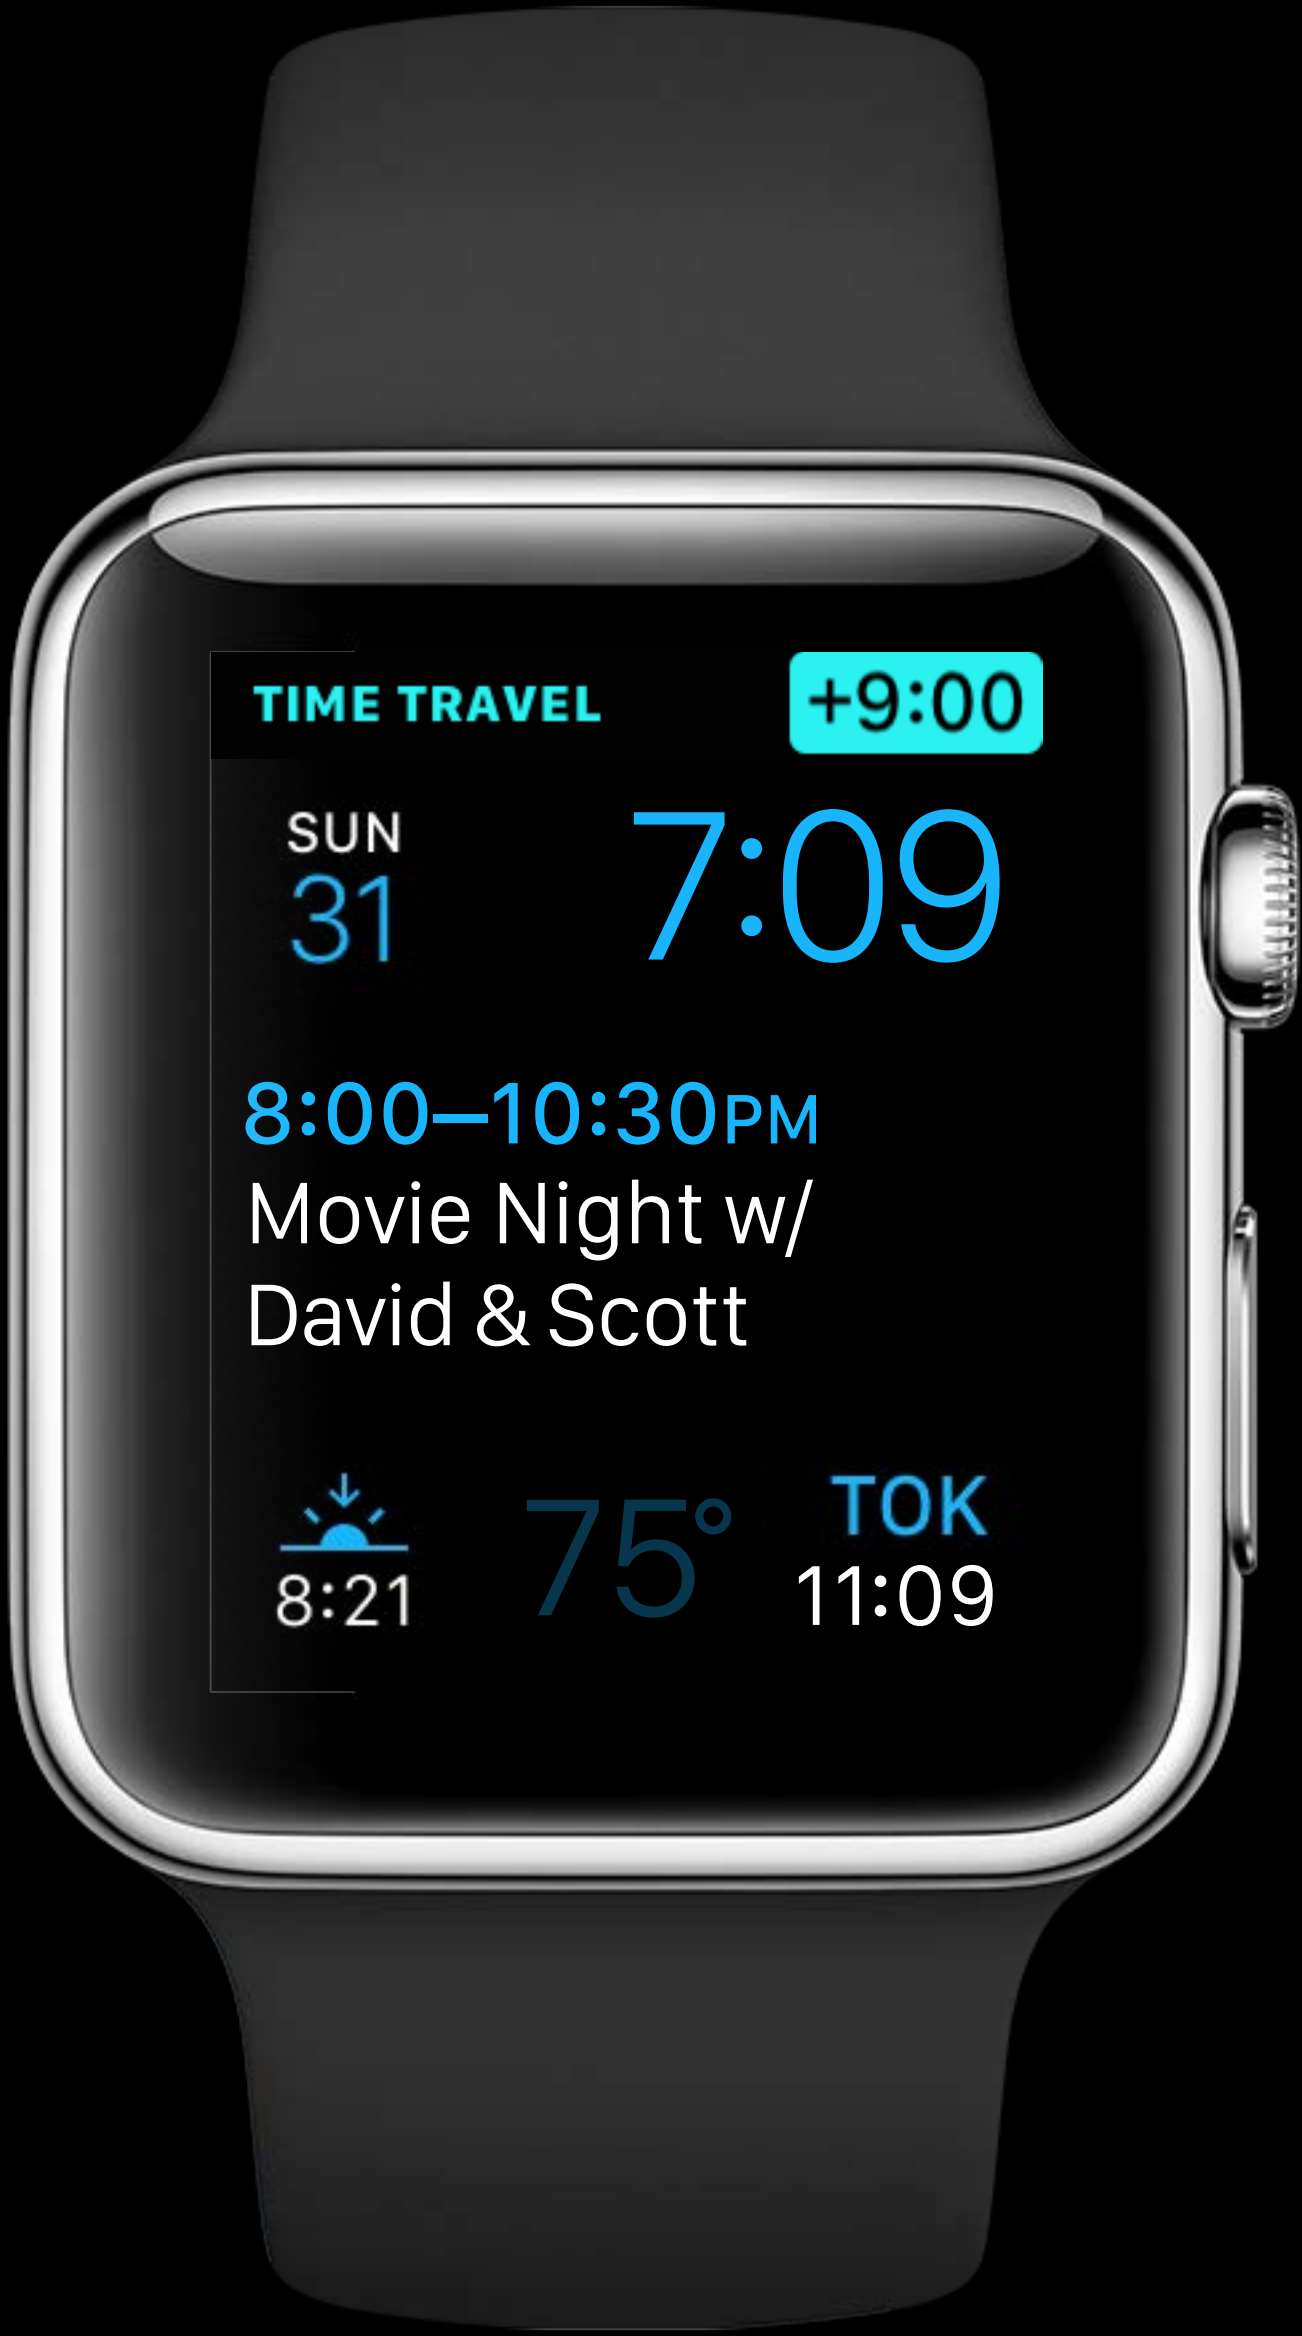 TIME TRAVEL +9:00
SUN
31
7:09
8:00–10:30PM
Movie Night w/
David & Scott
8:21
75°
TOK
11:09